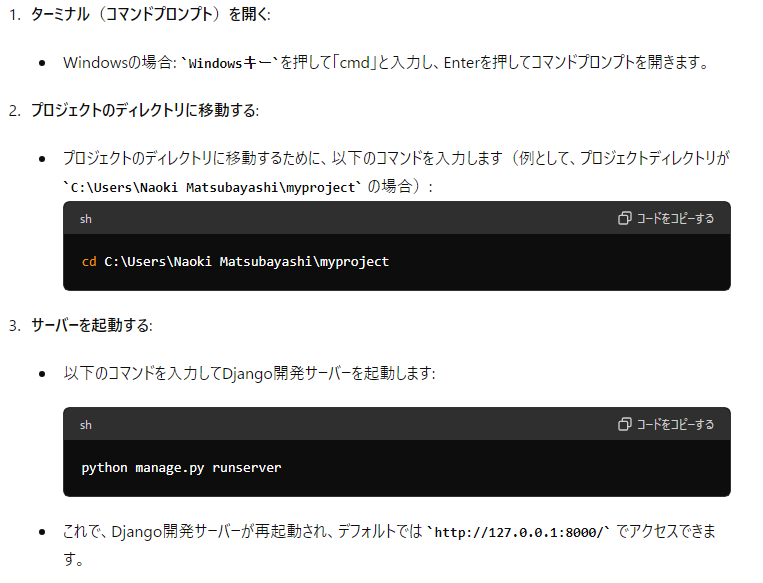 1. ターミナル（コマンドプロンプト）を開く:
• Windowsの場合: `Windowsキー`を押して「cmd」と入力し、Enterを押してコマンドプロンプトを開きます。
2. プロジェクトのディレクトリに移動する:
• プロジェクトのディレクトリに移動するために、以下のコマンドを入力します（例として、プロジェクトディレクトリが
`C:\Users\Naoki Matsubayashi\myproject` の場合）:
sh コードをコピーする
cd C:\Users\Naoki Matsubayashi\myproject
3. サーバーを起動する:
• 以下のコマンドを入力してDjango開発サーバーを起動します:
sh コードをコピーする
python manage.py runserver
• これで、Django開発サーバーが再起動され、デフォルトでは `http://127.0.0.1:8000/` でアクセスできま
す。